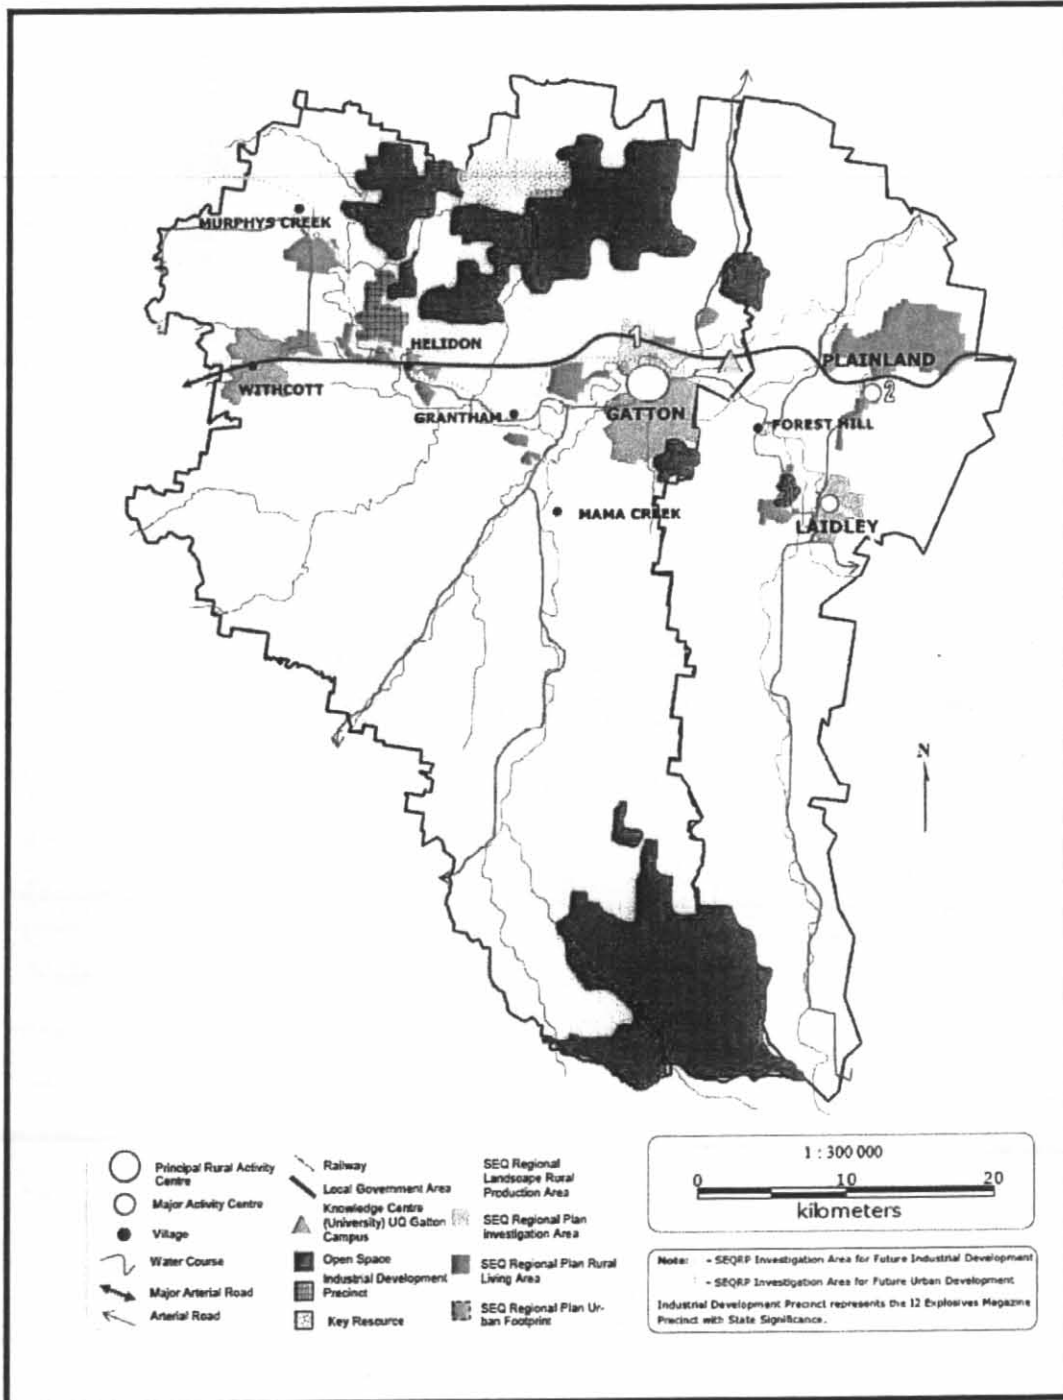 MURPHYS CREEK
HELIDON
1
PLAINLAND
WITHCOTT
2
GRANTHAM
GATTON
FOREST HILL
MAMA CREEK
LAIDLEY
N
Principal Rural Activity
Centre
Major Activity Centre
Village
Water Course
Major Arterial Road
Arterial Road
Railway
Local Government Area
Knowledge Centre
(University) UQ Gatton
Campus
Open Space
Industrial Development
Precinct
Key Resource
SEQ Regional
Landscape Rural
Production Area
SEQ Regional Plan
Investigation Area
SEQ Regional Plan Rural
Living Area
SEQ Regional Plan Ur-
ban Footprint
1 : 300 000
0 10 20
kilometers
Note: - SEQRP Investigation Area for Future Industrial Development
- SEQRP Investigation Area for Future Urban Development
Industrial Development Precinct represents the 12 Explosives Magazine
Precinct with State Significance.